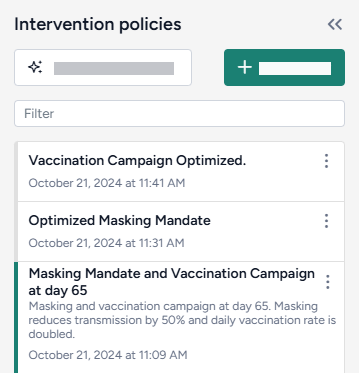 Intervention policies
Filter
Vaccination Campaign Optimized.
October 21, 2024 at 11:41 AM
Optimized Masking Mandate
October 21, 2024 at 11:31 AM
Masking Mandate and Vaccination Campaign
at day 65
Masking and vaccination campaign at day 65. Masking
reduces transmission by 50% and daily vaccination rate is
doubled.
October 21, 2024 at 11:09 AM